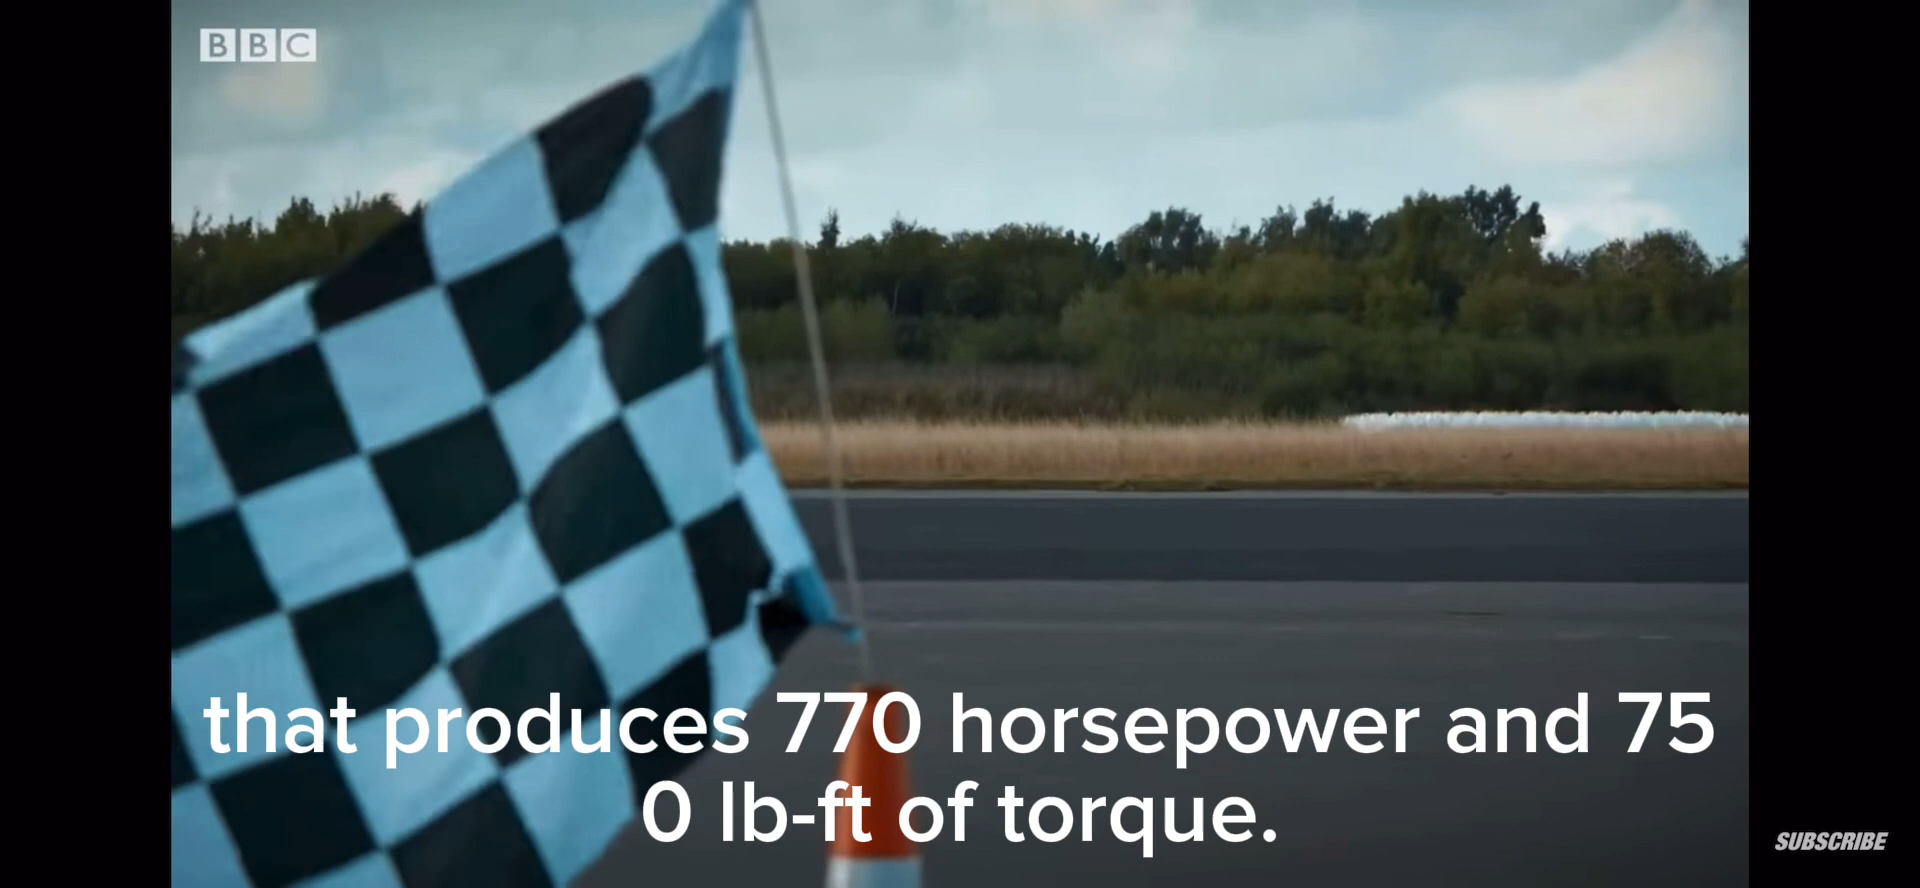 BBC
that produces 770 horsepower and 75
0 lb-ft of torque.
SUBSCRIBE